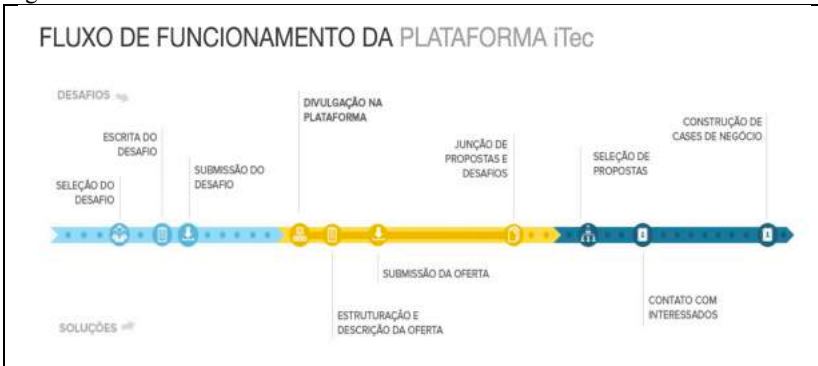 FLUXO DE FUNCIONAMENTO DA PLATAFORMA iTec
DESAFIOS
SELEÇÃO DO
DESAFIO
ESCRITA DO
DESAFIO
SUBMISSÃO DO
DESAFIO
DIVULGAÇÃO NA
PLATAFORMA
JUNÇÃO DE
PROPOSTAS E
DESAFIOS
SELEÇÃO DE
PROPOSTAS
CONSTRUÇÃO DE
CASES DE NEGÓCIO
SUBMISSÃO DA OFERTA
ESTRUTURAÇÃO E
DESCRIÇÃO DA OFERTA
CONTATO COM
INTERESSADOS
SOLUÇÕES